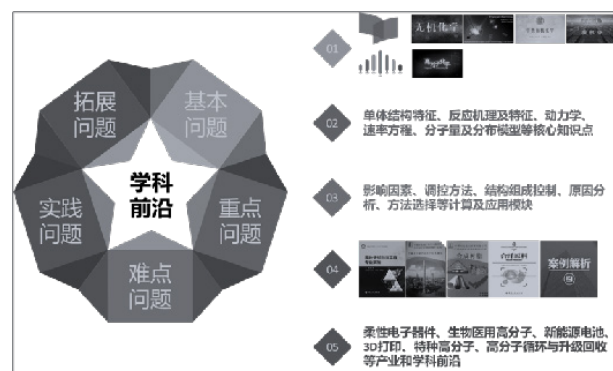 拓展
问题
基本
问题
学科
前沿
实践
问题
重点
问题
难点
问题
01
无机化学
02
单体结构特征、反应机理及特征、动力学、
速率方程、分子量及分布模型等核心知识点
03
影响因素、调控方法、结构组成控制、原因分
析、方法选择等计算及应用模块
04
案例解析
05
柔性电子器件、生物医用高分子、新能源电池、
3D打印、特种高分子、高分子循环与升级回收
等产业和学科前沿